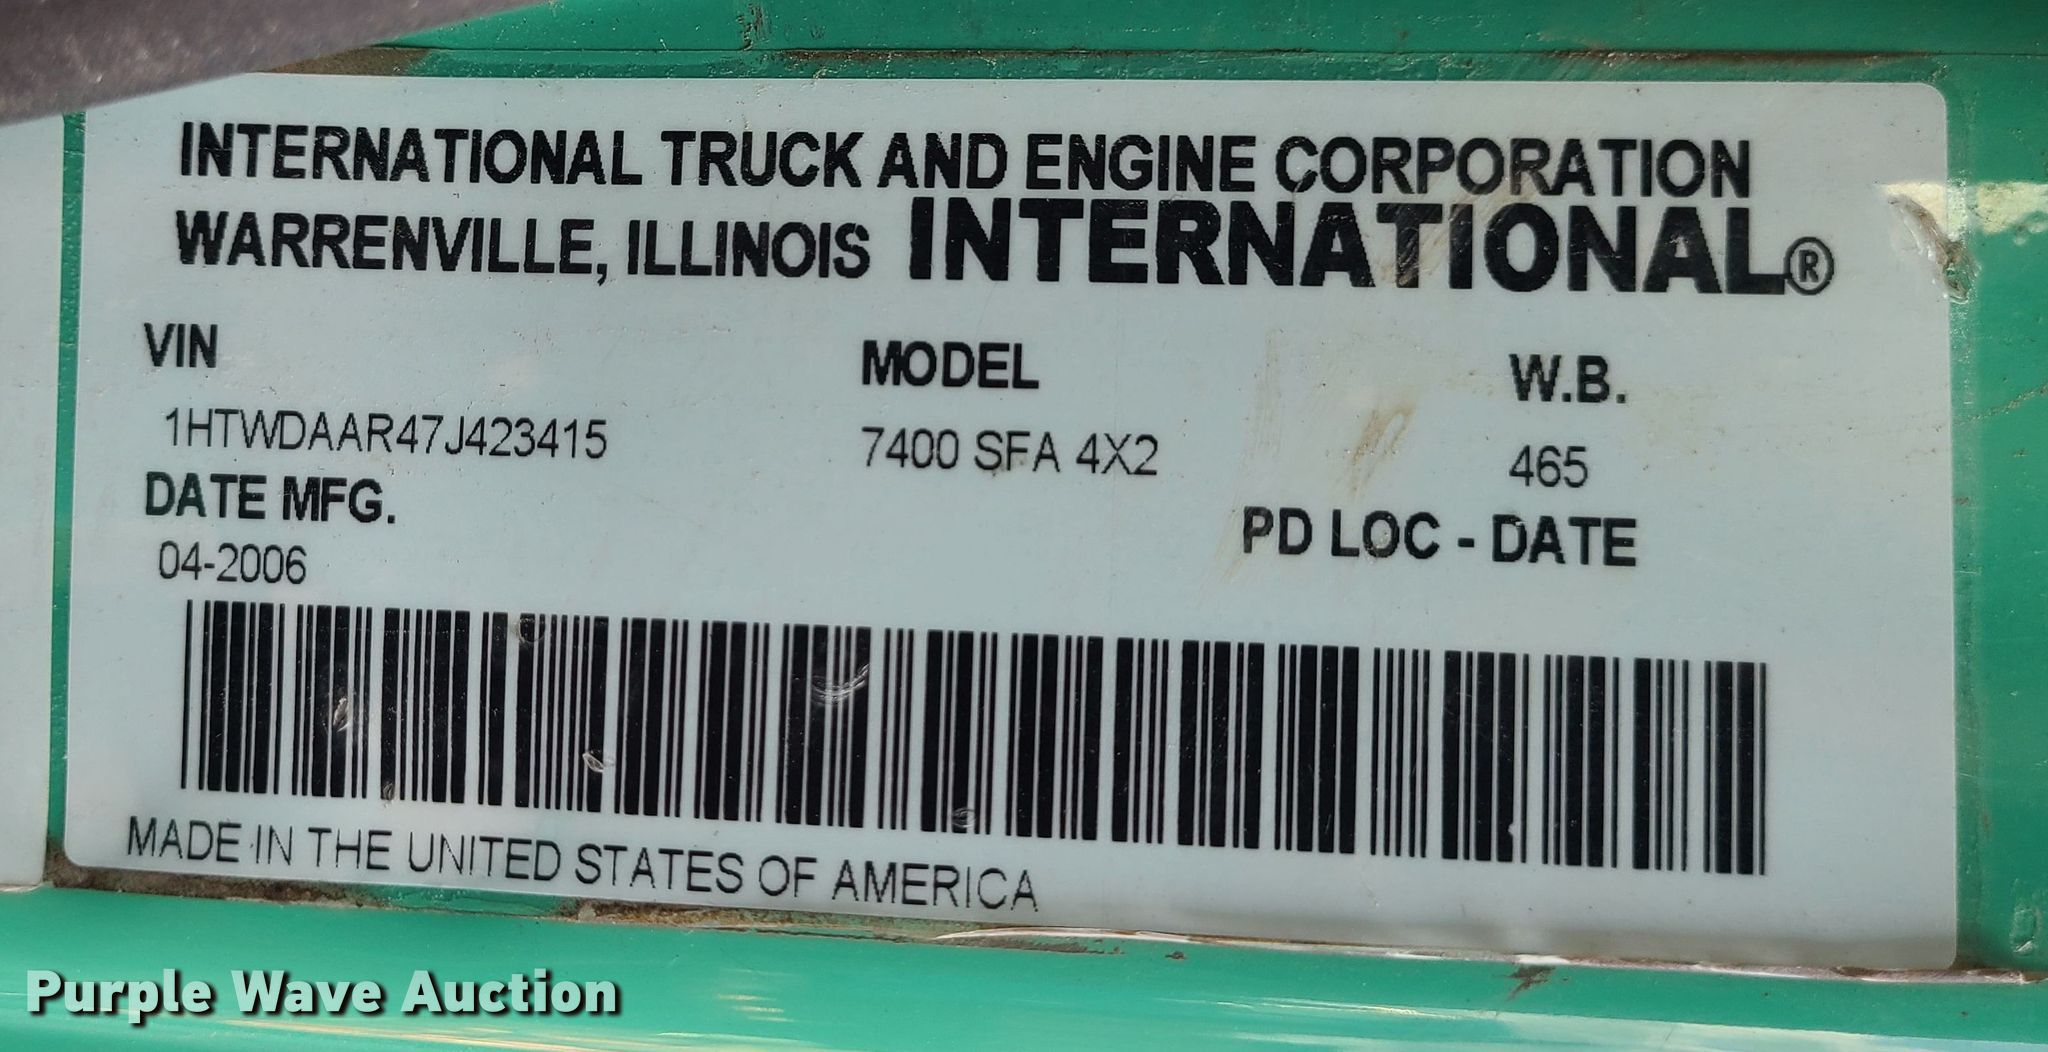 INTERNATIONAL TRUCK AND ENGINE CORPORATION
WARRENVILLE, ILLINOIS INTERNATIONAL®
VIN MODEL W.B.
1HTWDAAR47J423415 7400 SFA 4X2 465
DATE MFG. PD LOC - DATE
04-2006
MADE IN THE UNITED STATES OF AMERICA
Purple Wave Auction